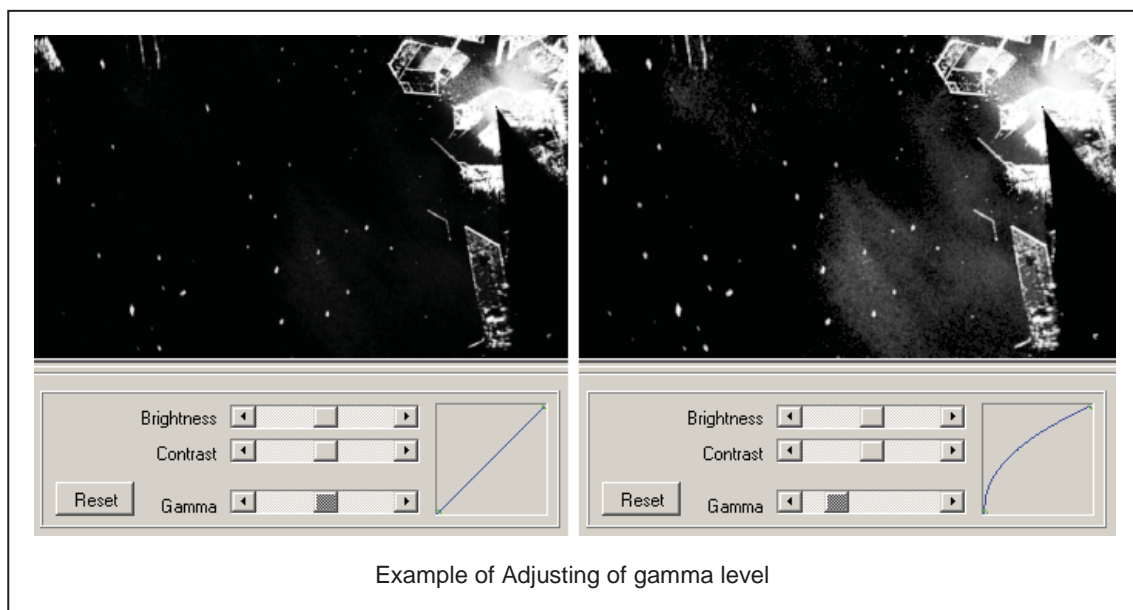 Brightness
Contrast
Reset
Gamma
Brightness
Contrast
Reset
Gamma
Example of Adjusting of gamma level